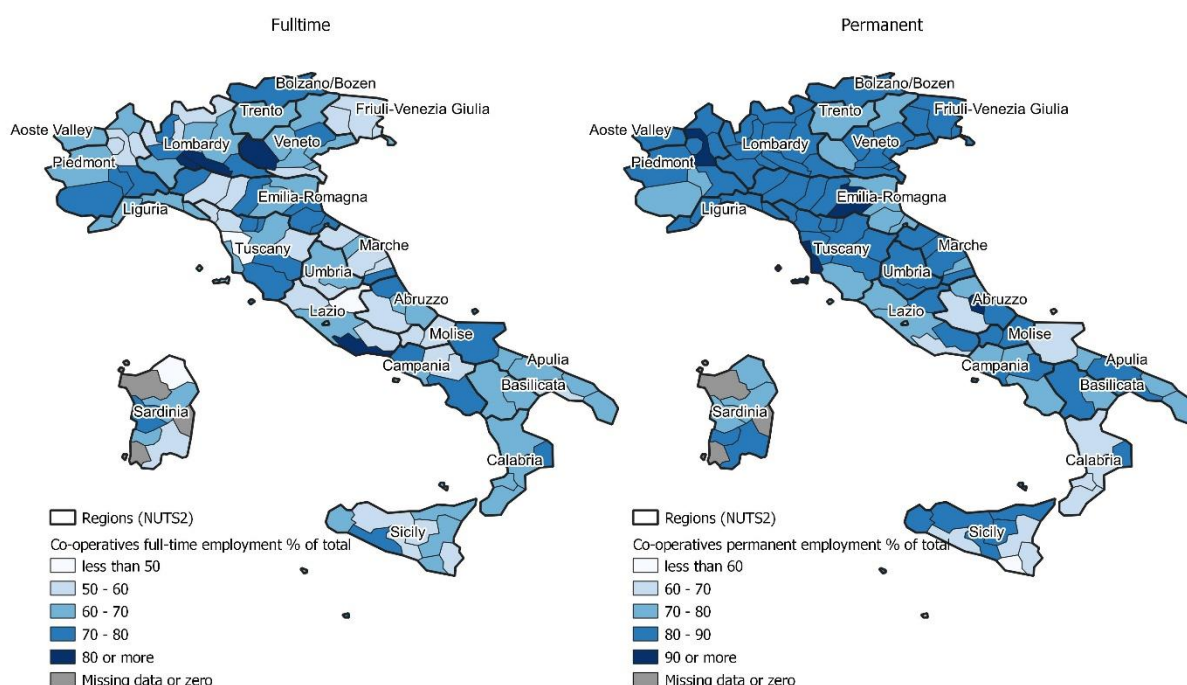 Fulltime
Bolzano/Bozen
Trento
Friuli-Venezia Giulia
Aoste Valley
Lombardy
Veneto
Piedmont
Emilia-Romagna
Liguria
Tuscany
Marche
Umbria
Lazio
Abruzzo
Molise
Campania
Apulia
Basilicata
Sardinia
Calabria
Sicily
Regions (NUTS2)
Co-operatives full-time employment % of total
less than 50
50 - 60
60 - 70
70 - 80
80 or more
Missing data or zero
Permanent
Bolzano/Bozen
Trento
Friuli-Venezia Giulia
Aoste Valley
Lombardy
Veneto
Piedmont
Emilia-Romagna
Liguria
Tuscany
Marche
Umbria
Lazio
Abruzzo
Molise
Campania
Apulia
Basilicata
Sardinia
Calabria
Sicily
Regions (NUTS2)
Co-operatives permanent employment % of total
less than 60
60 - 70
70 - 80
80 - 90
90 or more
Missing data or zero